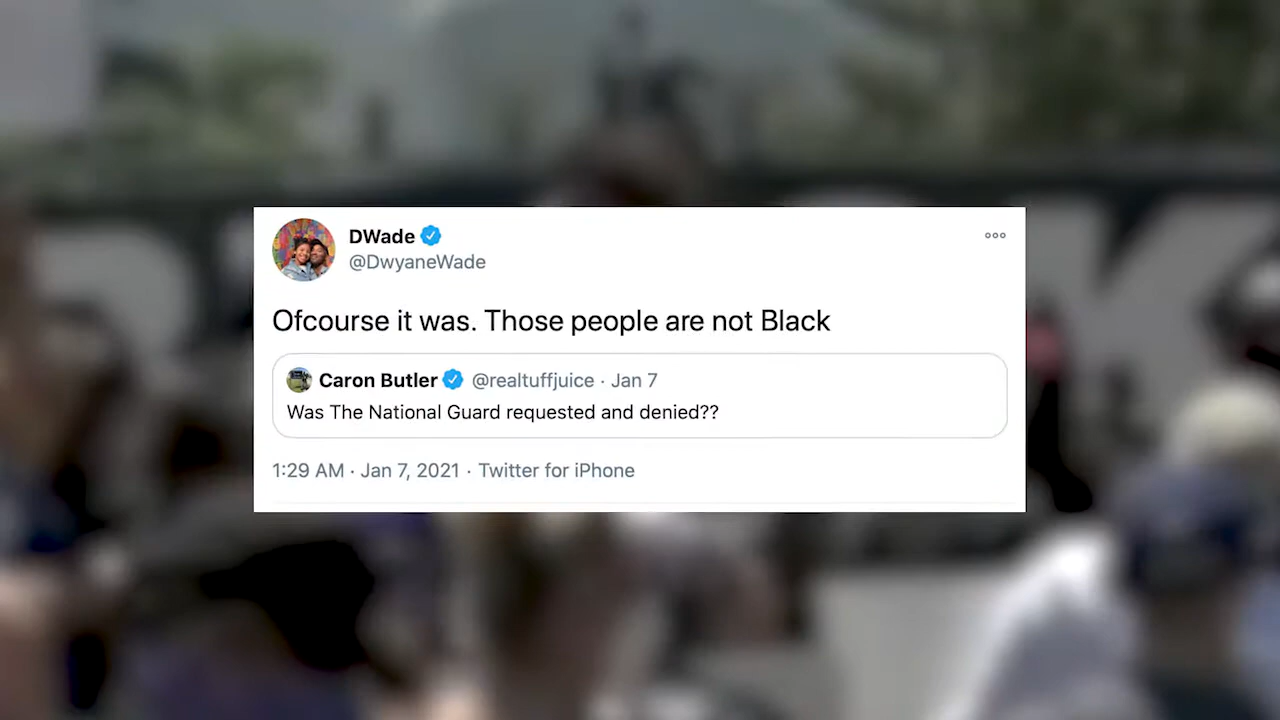 DWade
@DwyaneWade
Ofcourse it was. Those people are not Black
Caron Butler @realtuffjuice · Jan 7
Was The National Guard requested and denied??
1:29 AM · Jan 7, 2021 · Twitter for iPhone